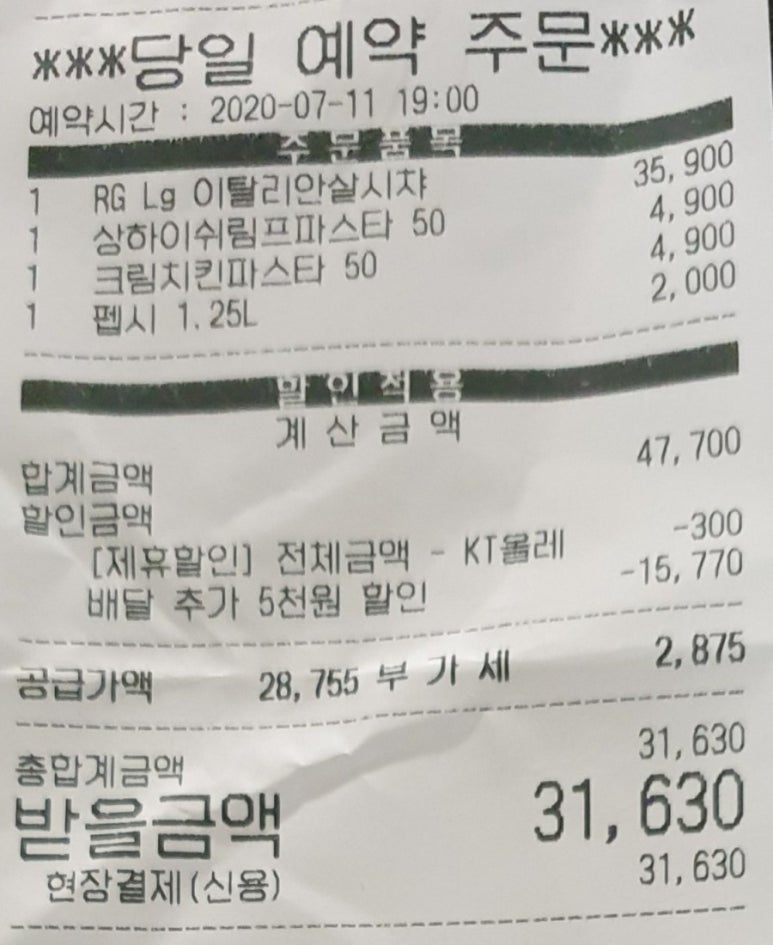 ***당일 예약 주문***
예약시간 : 2020-07-11 19:00
주 문 품 목
1 RG Lg 이탈리안살시챠 35,900
1 상하이쉬림프파스타 50 4,900
1 크림치킨파스타 50 4,900
1 펩시 1.25L 2,000
할 인 적 용
계 산 금 액
합계금액 47,700
할인금액
[제휴할인] 전체금액 - KT올레 -300
배달 추가 5천원 할인 -15,770
공급가액 28,755 부 가 세 2,875
총합계금액 31,630
받을금액 31,630
현장결제(신용) 31,630